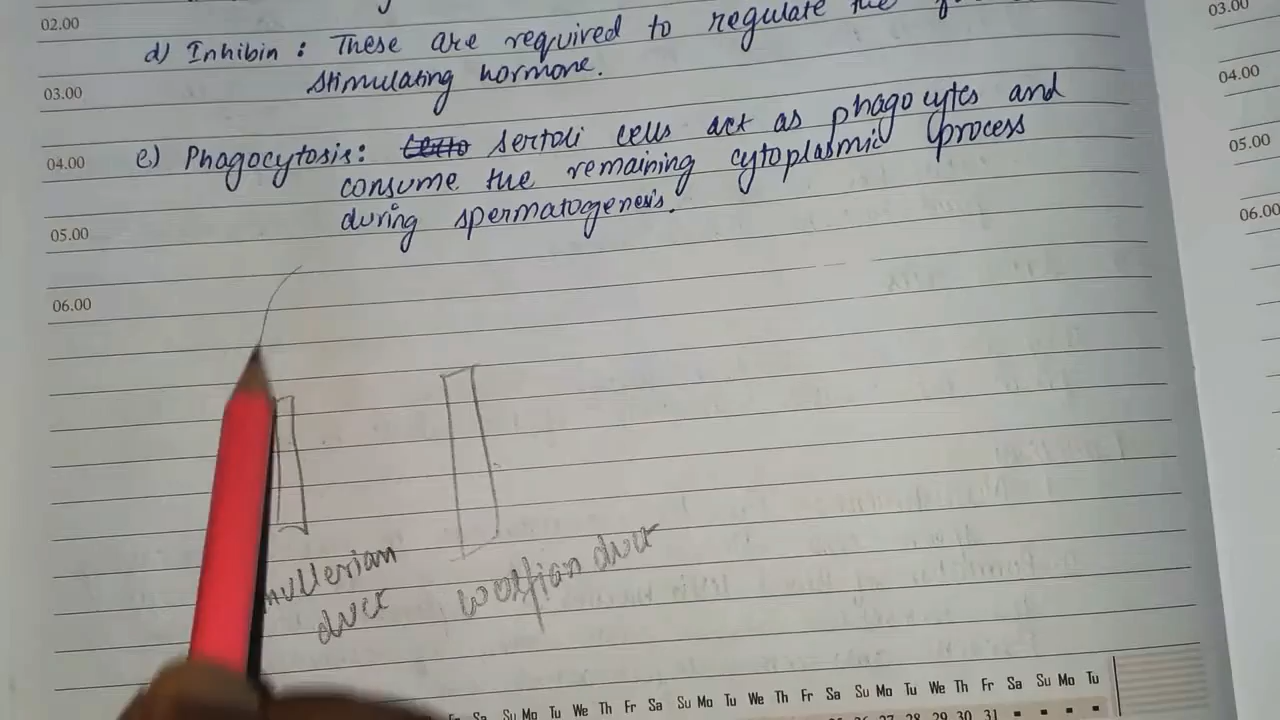 02.00
d) Inhibin : These are required to regulate the
03.00
stimulating hormone.
04.00
e) Phagocytosis: sertoli cells act as phagocytes and
consume the remaining cytoplasmic process
05.00
during spermatogenesis.
06.00
mullerian
duct
wolffian duct
Sa Su Mo Tu We Th Fr Sa Su Mo Tu We Th Fr Sa Su Mo Tu We Th Fr Sa Su Mo Tu
27 28 29 30 31
03.00
04.00
05.00
06.00